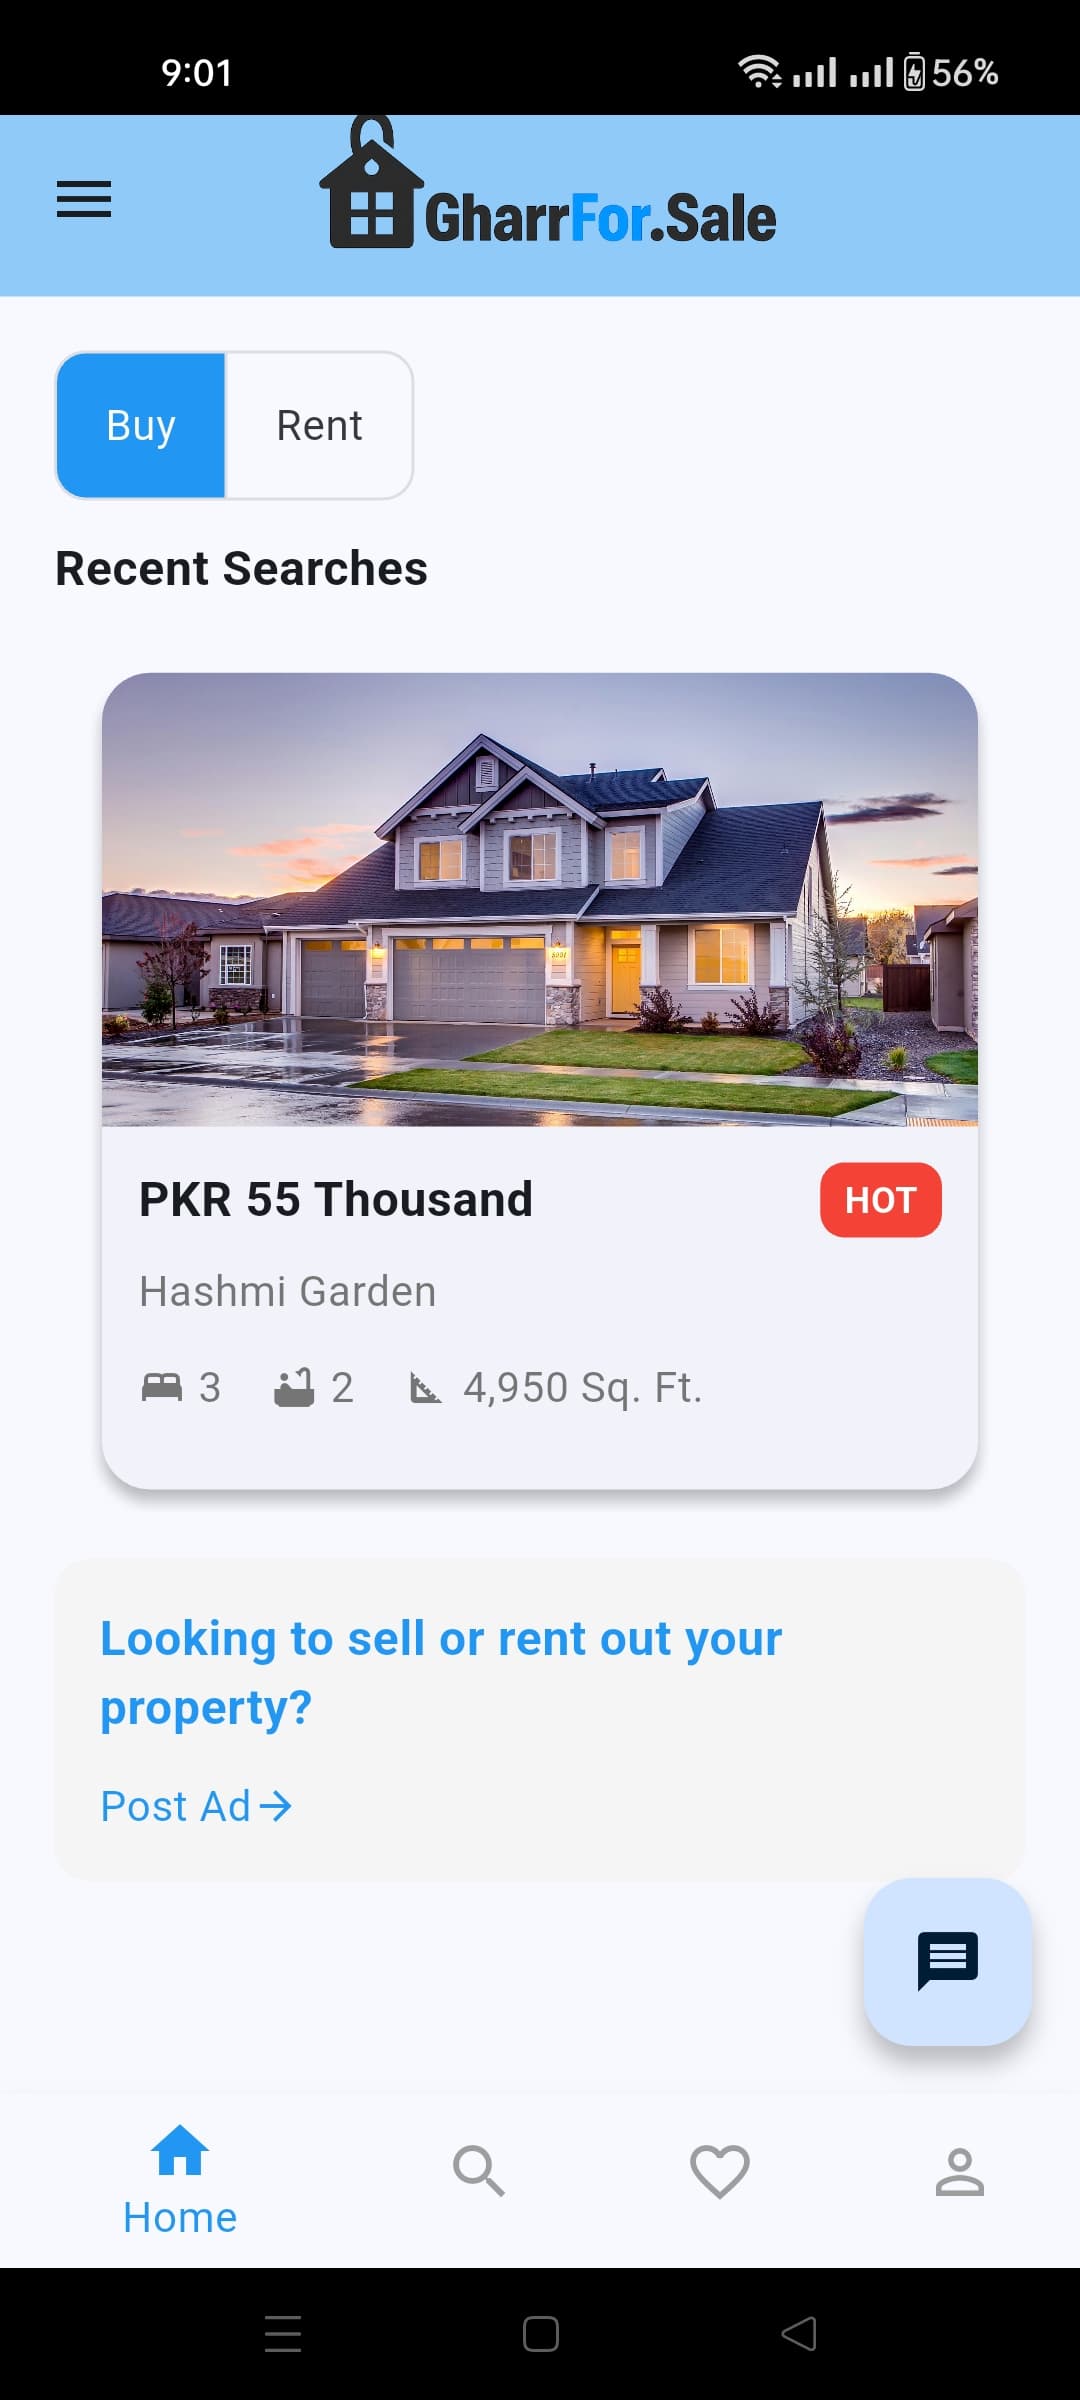 9:01
56%
GharrFor.Sale
Buy
Rent
Recent Searches
PKR 55 Thousand
HOT
Hashmi Garden
3
2
4,950 Sq. Ft.
Looking to sell or rent out your
property?
Post Ad→
Home